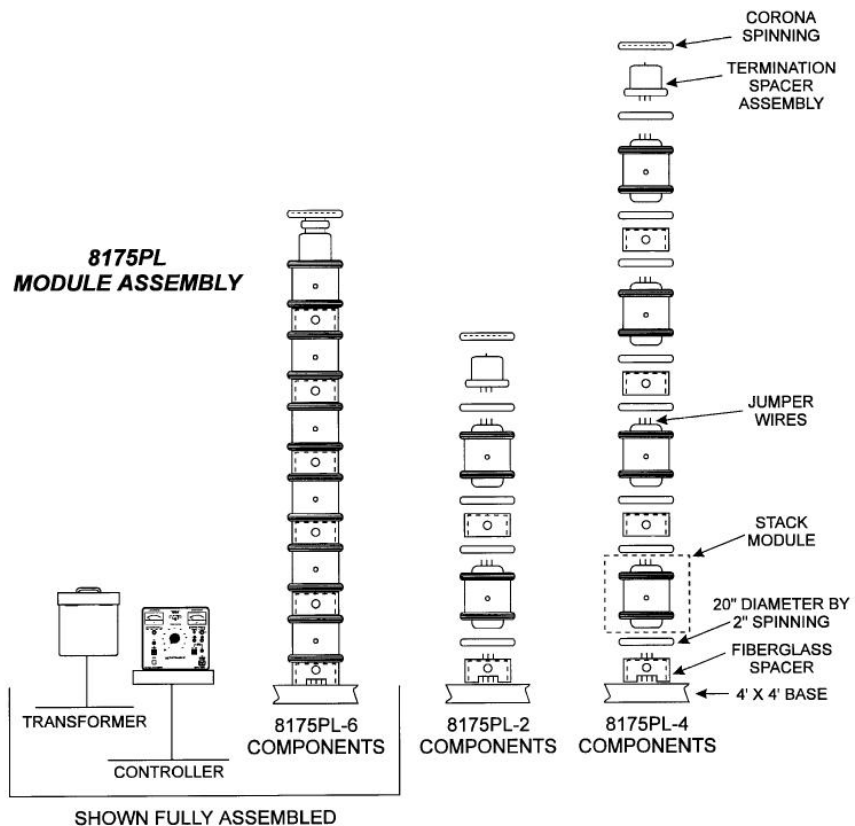 CORONA
SPINNING
TERMINATION
SPACER
ASSEMBLY
8175PL
MODULE ASSEMBLY
JUMPER
WIRES
STACK
MODULE
20" DIAMETER BY
2" SPINNING
FIBERGLASS
SPACER
4' X 4' BASE
TRANSFORMER
CONTROLLER
8175PL-6
COMPONENTS
8175PL-2
COMPONENTS
8175PL-4
COMPONENTS
SHOWN FULLY ASSEMBLED